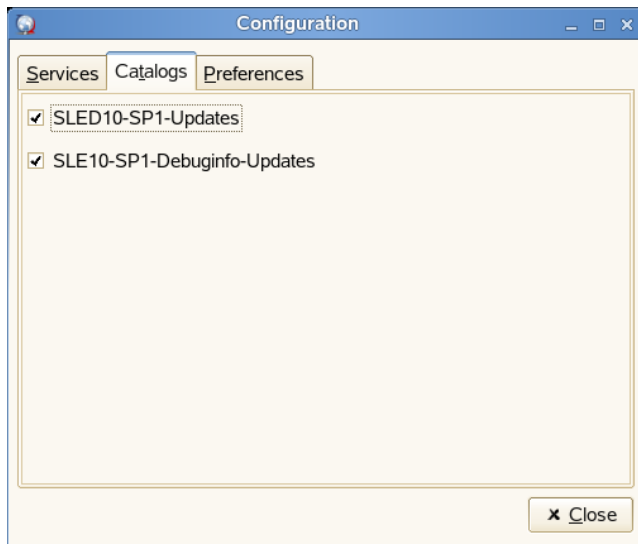 Configuration
Services Catalogs Preferences
SLED10-SP1-Updates
SLE10-SP1-Debuginfo-Updates
Close